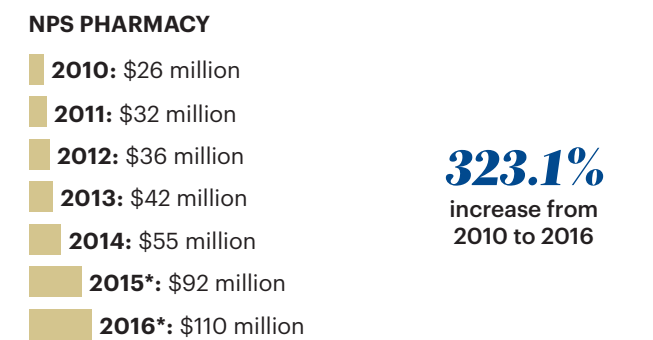 NPS PHARMACY
2010: $26 million
2011: $32 million
2012: $36 million
2013: $42 million
2014: $55 million
2015*: $92 million
2016*: $110 million
323.1%
increase from
2010 to 2016